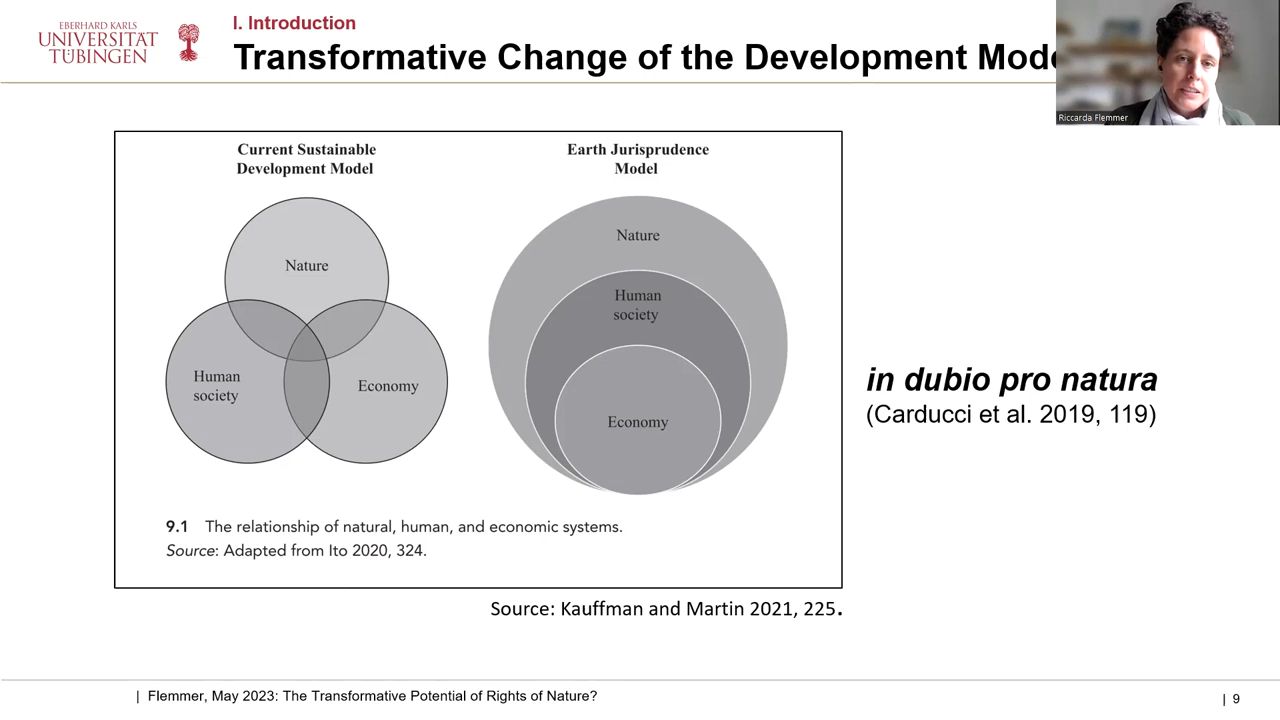 EBERHARD KARLS
UNIVERSITÄT
TÜBINGEN
I. Introduction
Transformative Change of the Development Mode
Riccarda Flemmer
Current Sustainable
Development Model
Nature
Human
society
Economy
Earth Jurisprudence
Model
Nature
Human
society
Economy
9.1 The relationship of natural, human, and economic systems.
Source: Adapted from Ito 2020, 324.
in dubio pro natura
(Carducci et al. 2019, 119)
Source: Kauffman and Martin 2021, 225.
| Flemmer, May 2023: The Transformative Potential of Rights of Nature?
| 9